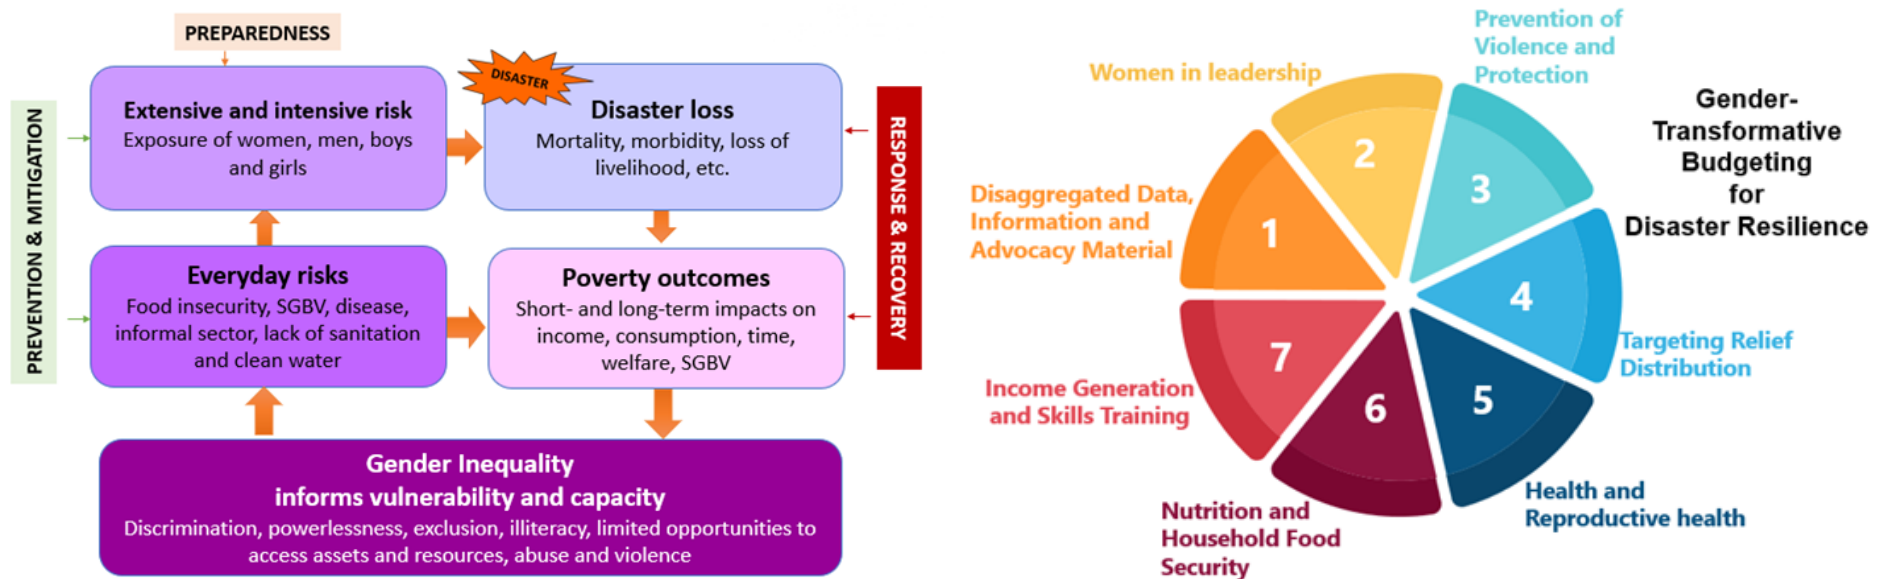 PREPAREDNESS
PREVENTION & MITIGATION
Extensive and intensive risk
Exposure of women, men, boys
and girls
DISASTER
Disaster loss
Mortality, morbidity, loss of
livelihood, etc.
Everyday risks
Food insecurity, SGBV, disease,
informal sector, lack of sanitation
and clean water
Poverty outcomes
Short- and long-term impacts on
income, consumption, time,
welfare, SGBV
RESPONSE & RECOVERY
Gender Inequality
informs vulnerability and capacity
Discrimination, powerlessness, exclusion, illiteracy, limited opportunities to
access assets and resources, abuse and violence
Gender-
Transformative
Budgeting
for
Disaster Resilience
1
Disaggregated Data,
Information and
Advocacy Material
2
Women in leadership
3
Prevention of
Violence and
Protection
4
Targeting Relief
Distribution
5
Health and
Reproductive health
6
Nutrition and
Household Food
Security
7
Income Generation
and Skills Training